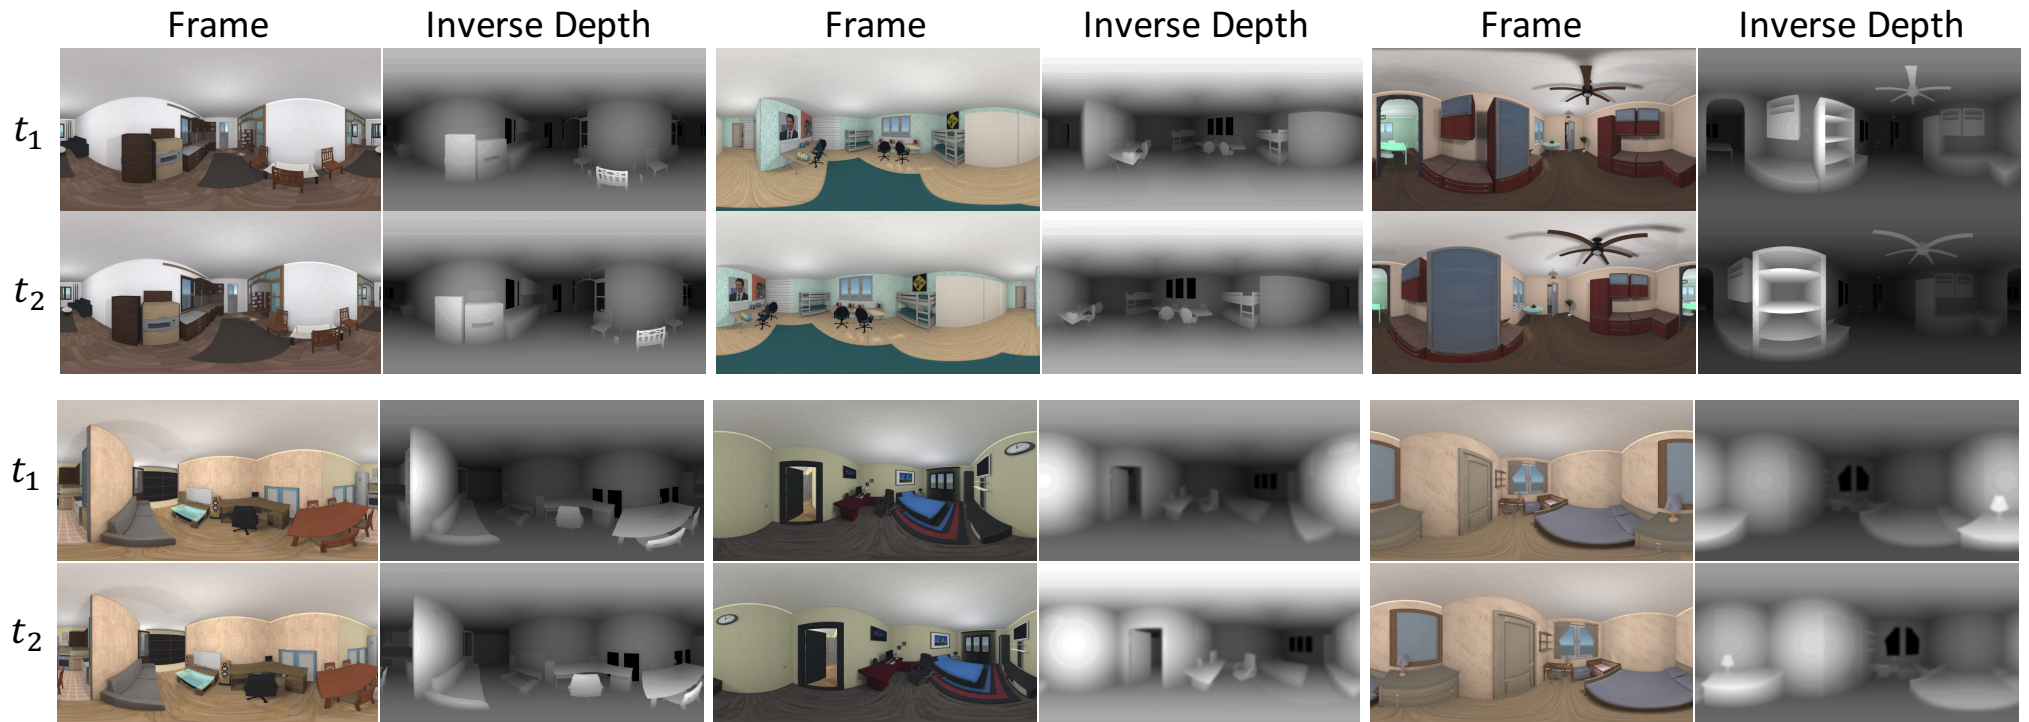 Frame Inverse Depth Frame Inverse Depth Frame Inverse Depth
t₁
t₂
t₁
t₂